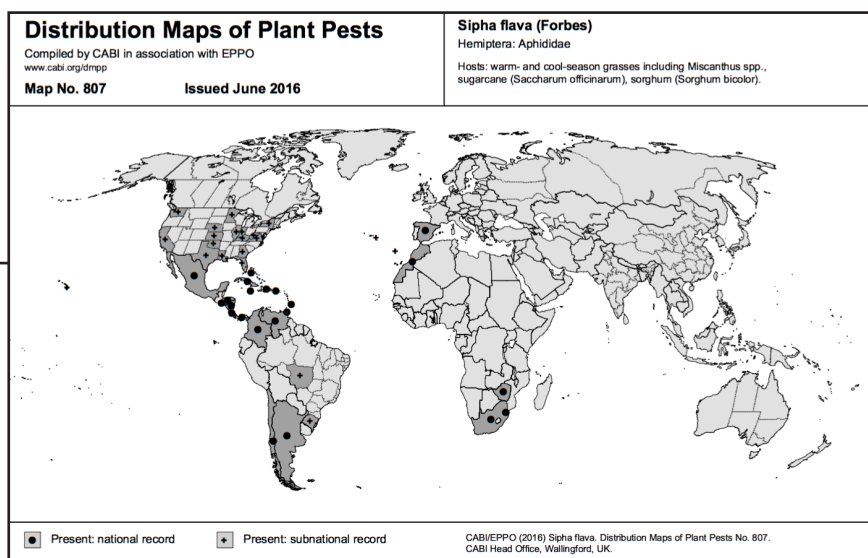 Distribution Maps of Plant Pests
Compiled by CABI in association with EPPO
www.cabi.org/dmpp
Map No. 807 Issued June 2016
Sipha flava (Forbes)
Hemiptera: Aphididae
Hosts: warm- and cool-season grasses including Miscanthus spp.,
sugarcane (Saccharum officinarum), sorghum (Sorghum bicolor).
Present: national record
Present: subnational record
CABI/EPPO (2016) Sipha flava. Distribution Maps of Plant Pests No. 807.
CABI Head Office, Wallingford, UK.